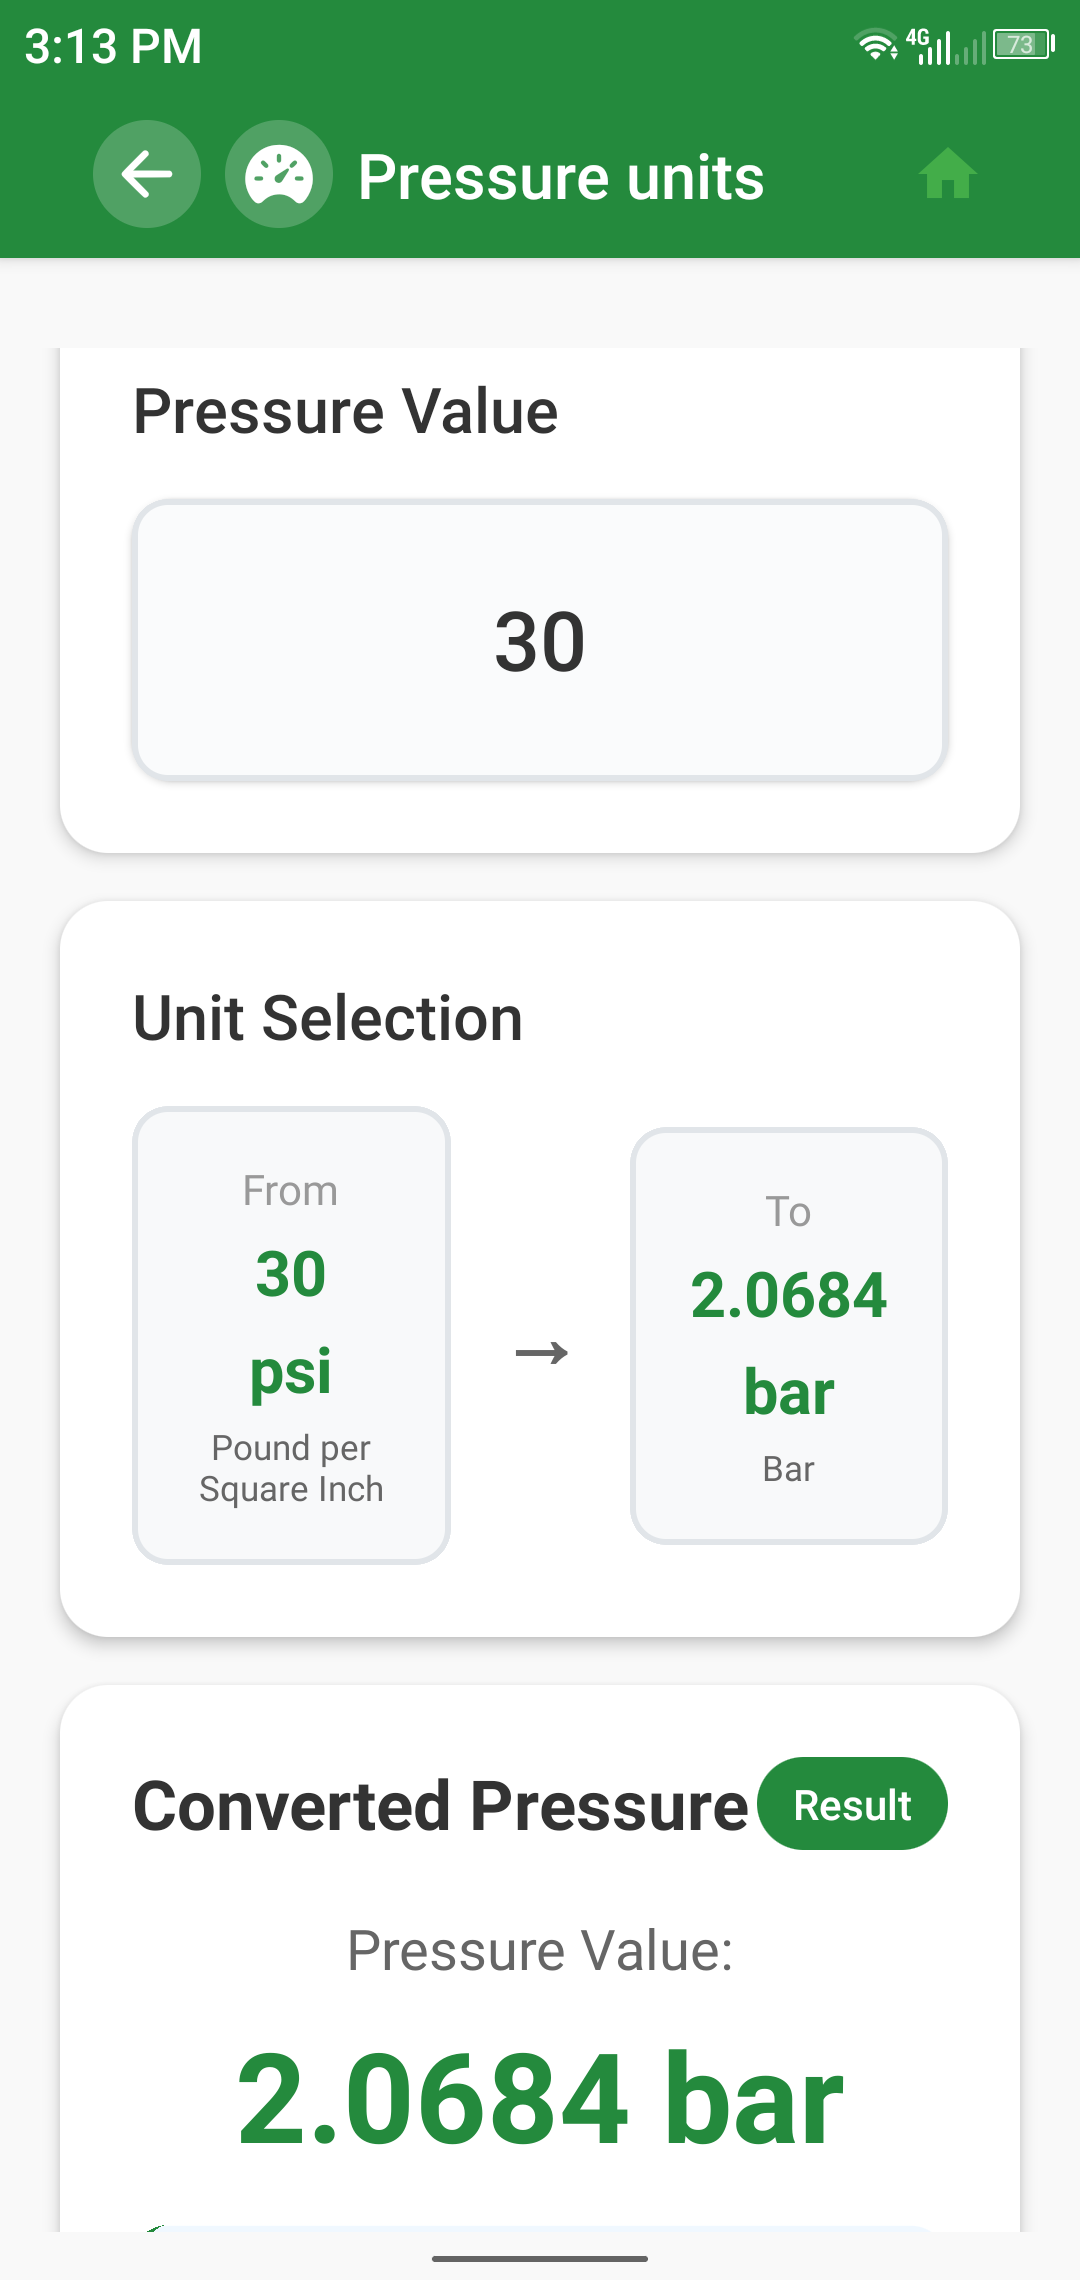 3:13 PM
4G
73
Pressure units
Pressure Value
30
Unit Selection
From
30
psi
Pound per
Square Inch
→
To
2.0684
bar
Bar
Converted Pressure
Result
Pressure Value:
2.0684 bar